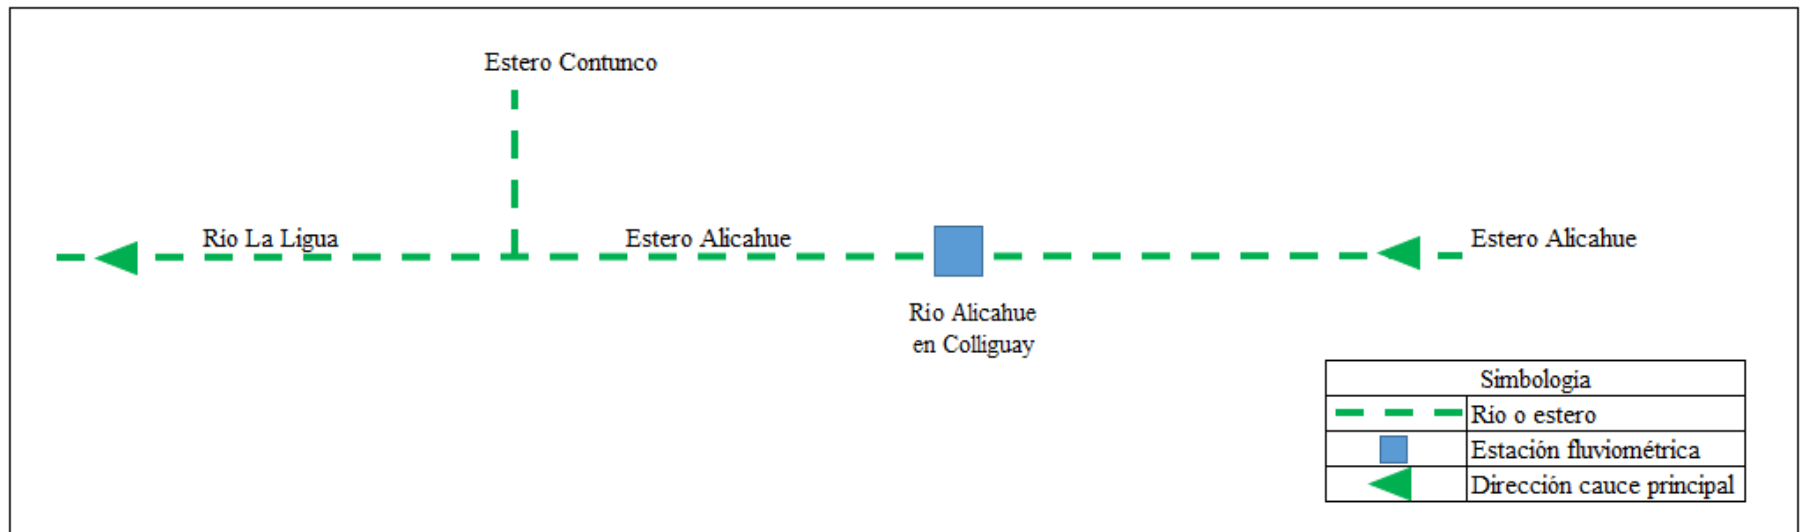 Estero Contunco
Río La Ligua
Estero Alicahue
Estero Alicahue
Río Alicahue
en Colliguay
Simbología
Río o estero
Estación fluviométrica
Dirección cauce principal